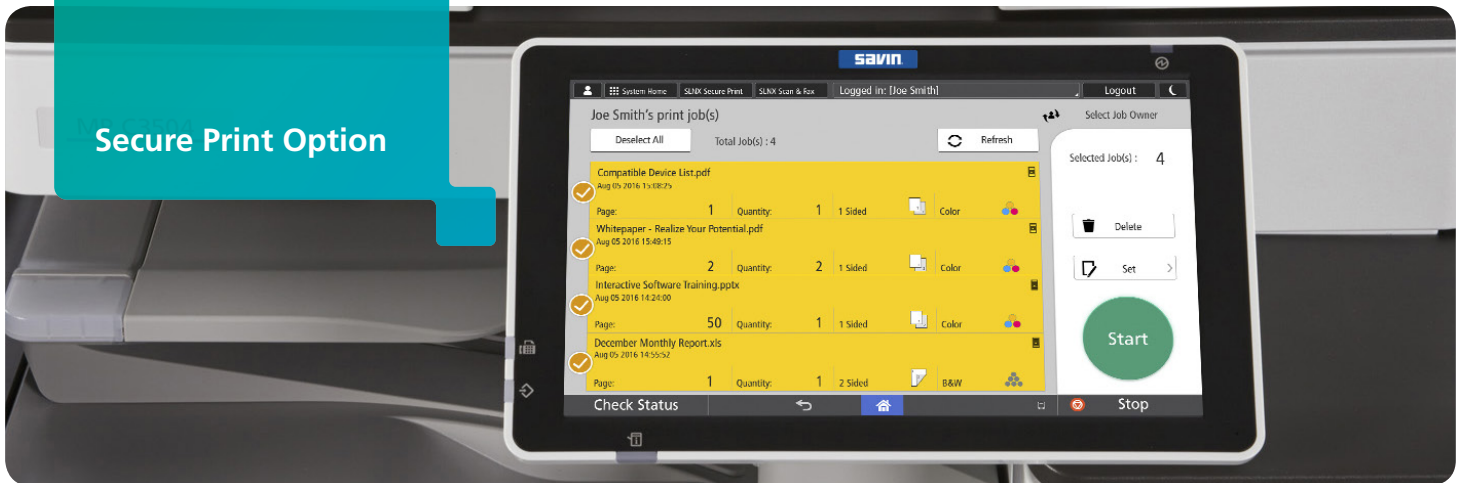 Secure Print Option
savin
System Home SLNX Secure Print SLNX Scan & Fax Logged in: [Joe Smith] Logout
Joe Smith's print job(s) Select Job Owner
Deselect All Total Job(s) : 4 Refresh
Selected Job(s) : 4
Compatible Device List.pdf
Aug 05 2016 15:08:25
Page: 1 Quantity: 1 1 Sided Color
Whitepaper - Realize Your Potential.pdf
Aug 05 2016 15:49:15
Page: 2 Quantity: 2 1 Sided Color
Interactive Software Training.pptx
Aug 05 2016 14:24:00
Page: 50 Quantity: 1 1 Sided Color
December Monthly Report.xls
Aug 05 2016 14:55:52
Page: 1 Quantity: 1 2 Sided B&W
Delete
Set
Start
Check Status Stop